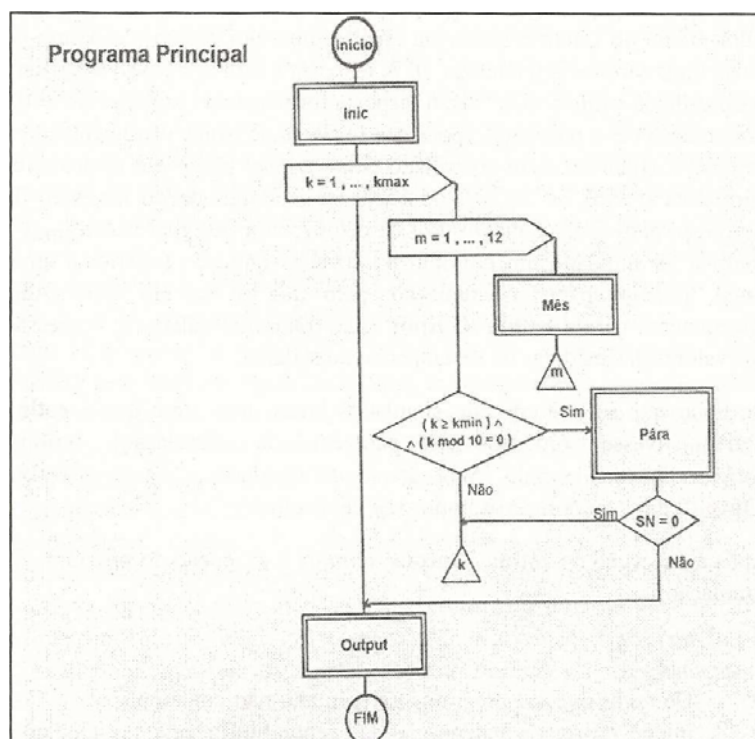 Programa Principal
Início
Inic
k = 1 , ... , kmax
m = 1 , ... , 12
Mês
m
( k ≥ kmin ) ∧
∧ ( k mod 10 = 0 )
Sim
Pára
Não
Sim
SN = 0
k
Não
Output
FIM